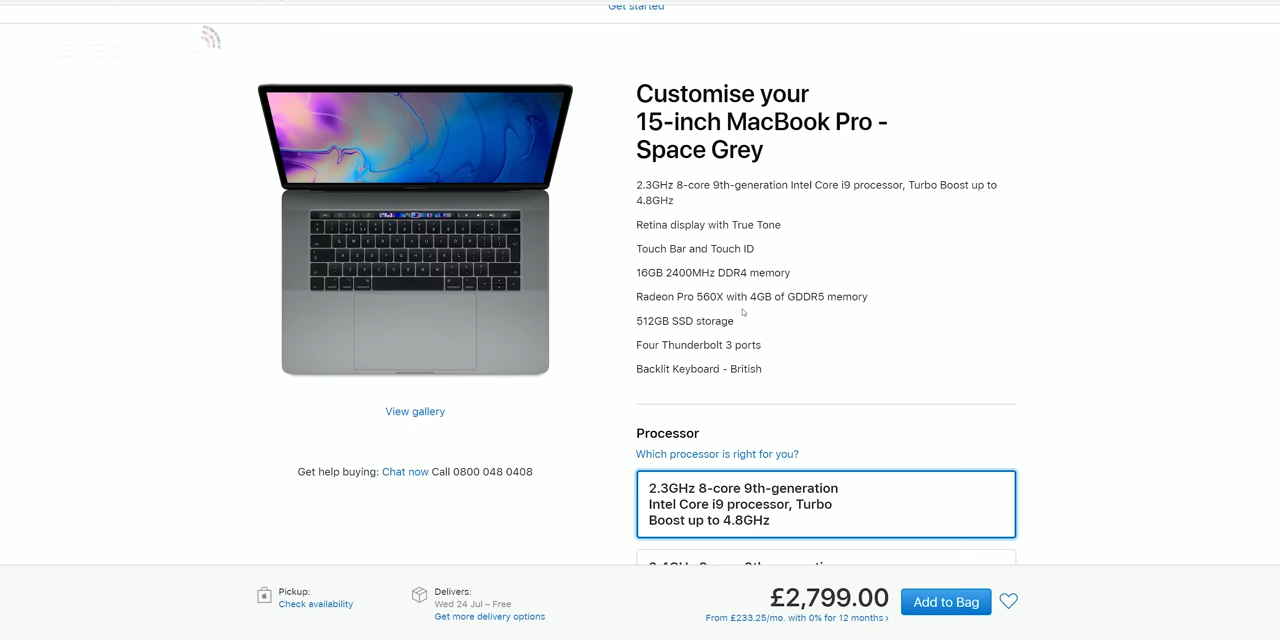 Get started
Customise your
15-inch MacBook Pro -
Space Grey
2.3GHz 8-core 9th-generation Intel Core i9 processor, Turbo Boost up to
4.8GHz
Retina display with True Tone
Touch Bar and Touch ID
16GB 2400MHz DDR4 memory
Radeon Pro 560X with 4GB of GDDR5 memory
512GB SSD storage
Four Thunderbolt 3 ports
Backlit Keyboard - British
View gallery
Get help buying: Chat now Call 0800 048 0408
Processor
Which processor is right for you?
2.3GHz 8-core 9th-generation
Intel Core i9 processor, Turbo
Boost up to 4.8GHz
Pickup:
Check availability
Delivers:
Wed 24 Jul – Free
Get more delivery options
£2,799.00
From £233.25/mo. with 0% for 12 months ›
Add to Bag